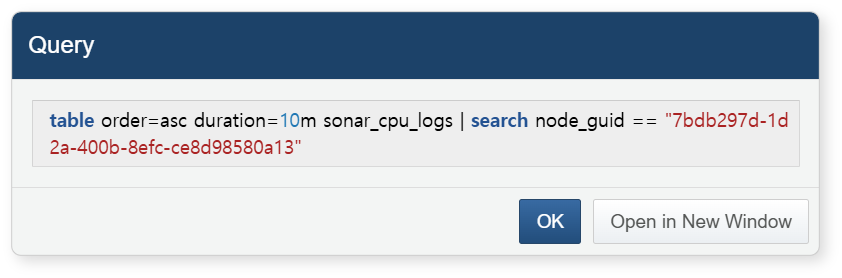 Query
table order=asc duration=10m sonar_cpu_logs | search node_guid == "7bdb297d-1d
2a-400b-8efc-ce8d98580a13"
OK
Open in New Window